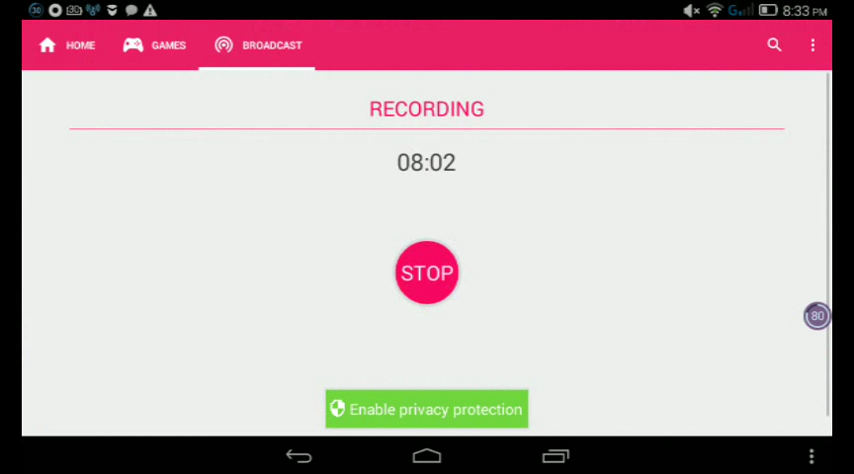 8:33 PM
HOME GAMES BROADCAST
RECORDING
08:02
STOP
80
Enable privacy protection